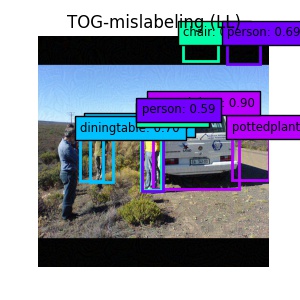 TOG-mislabeling (LL)
chair:
person: 0.69
0.90
person: 0.59
diningtable: 0.70
pottedplant